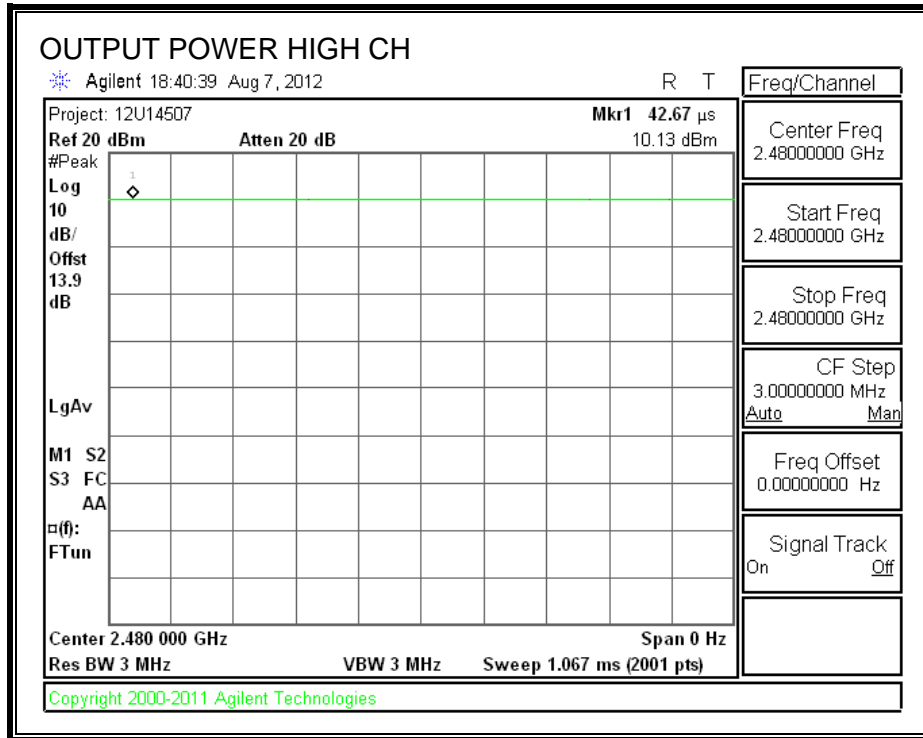 OUTPUT POWER HIGH CH
Agilent 18:40:39 Aug 7, 2012 R T
Project: 12U14507
Mkr1 42.67 µs
Ref 20 dBm Atten 20 dB 10.13 dBm
#Peak
Log
10
dB/
Offst
13.9
dB
1
LgAv
M1 S2
S3 FC
AA
¤(f):
FTun
Center 2.480 000 GHz Span 0 Hz
Res BW 3 MHz VBW 3 MHz Sweep 1.067 ms (2001 pts)
Freq/Channel
Center Freq
2.48000000 GHz
Start Freq
2.48000000 GHz
Stop Freq
2.48000000 GHz
CF Step
3.00000000 MHz
Auto Man
Freq Offset
0.00000000 Hz
Signal Track
On Off
Copyright 2000-2011 Agilent Technologies